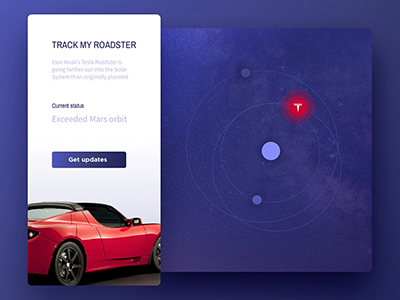 TRACK MY ROADSTER
Elon Musk's Tesla Roadster is
going farther out into the Solar
System than originally planned.
Current status
Exceeded Mars orbit
Get updates